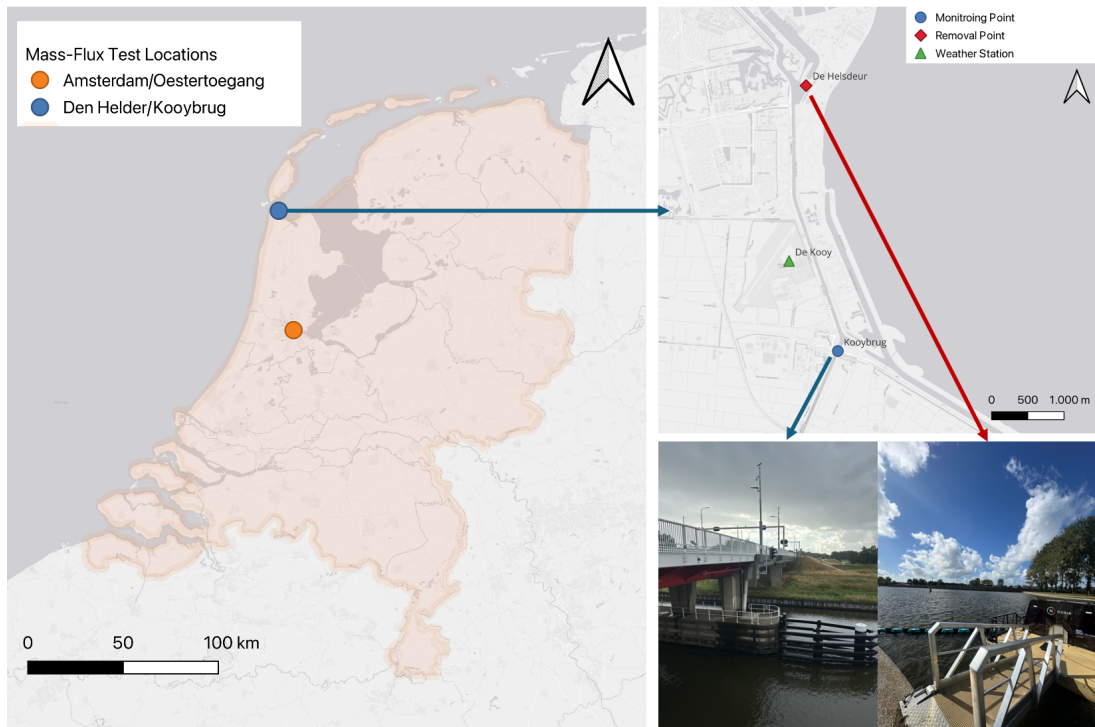 Mass-Flux Test Locations
Amsterdam/Oestertoegang
Den Helder/Kooybrug
0 50 100 km
Monitroing Point
Removal Point
Weather Station
De Helsdeur
De Kooy
Kooybrug
0 500 1.000 m
NORIA